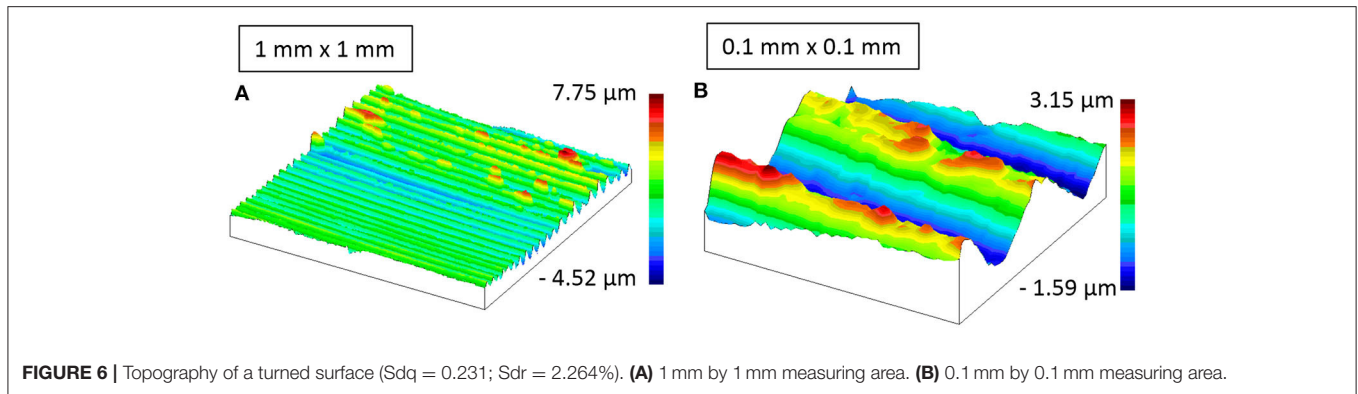 1 mm x 1 mm
0.1 mm x 0.1 mm
A
7.75 µm
- 4.52 µm
B
3.15 µm
- 1.59 µm
FIGURE 6 | Topography of a turned surface (Sdq = 0.231; Sdr = 2.264%). (A) 1 mm by 1 mm measuring area. (B) 0.1 mm by 0.1 mm measuring area.